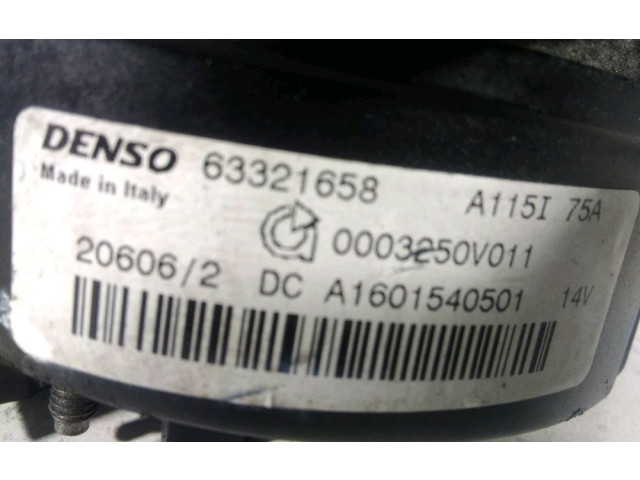 DENSO 63321658 A115I 75A
Made in Italy
0003250V011
20606/2 DC A1601540501 14V